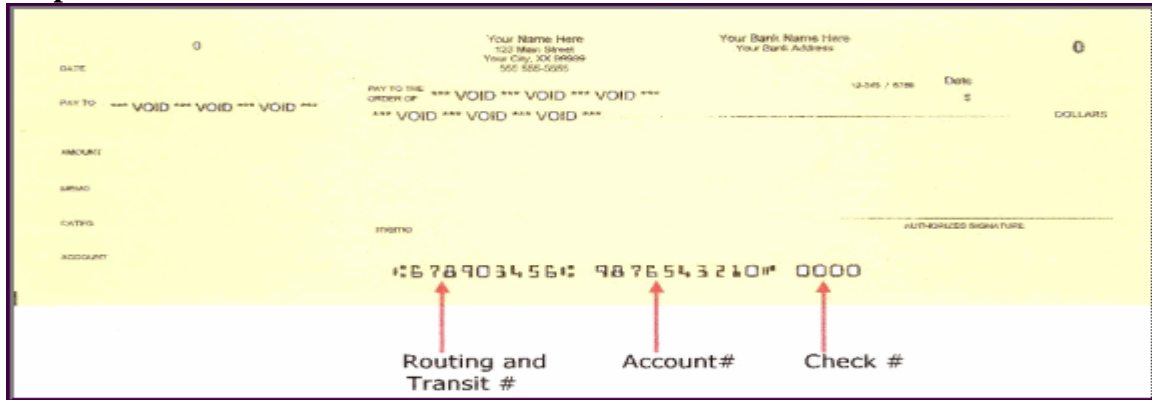 0
Your Name Here
123 Main Street
Your City, XX 99999
555 555-5555
Your Bank Name Here
Your Bank Address
0
DATE
PAY TO *** VOID *** VOID *** VOID ***
PAY TO THE
ORDER OF *** VOID *** VOID *** VOID ***
12-345 / 6789
Date
$
*** VOID *** VOID *** VOID ***
DOLLARS
AMOUNT
MEMO
CATEG
ACCOUNT
memo
AUTHORIZED SIGNATURE
⑆678903456⑆ 9876543210⑈ 0000
Routing and
Transit #
Account#
Check #